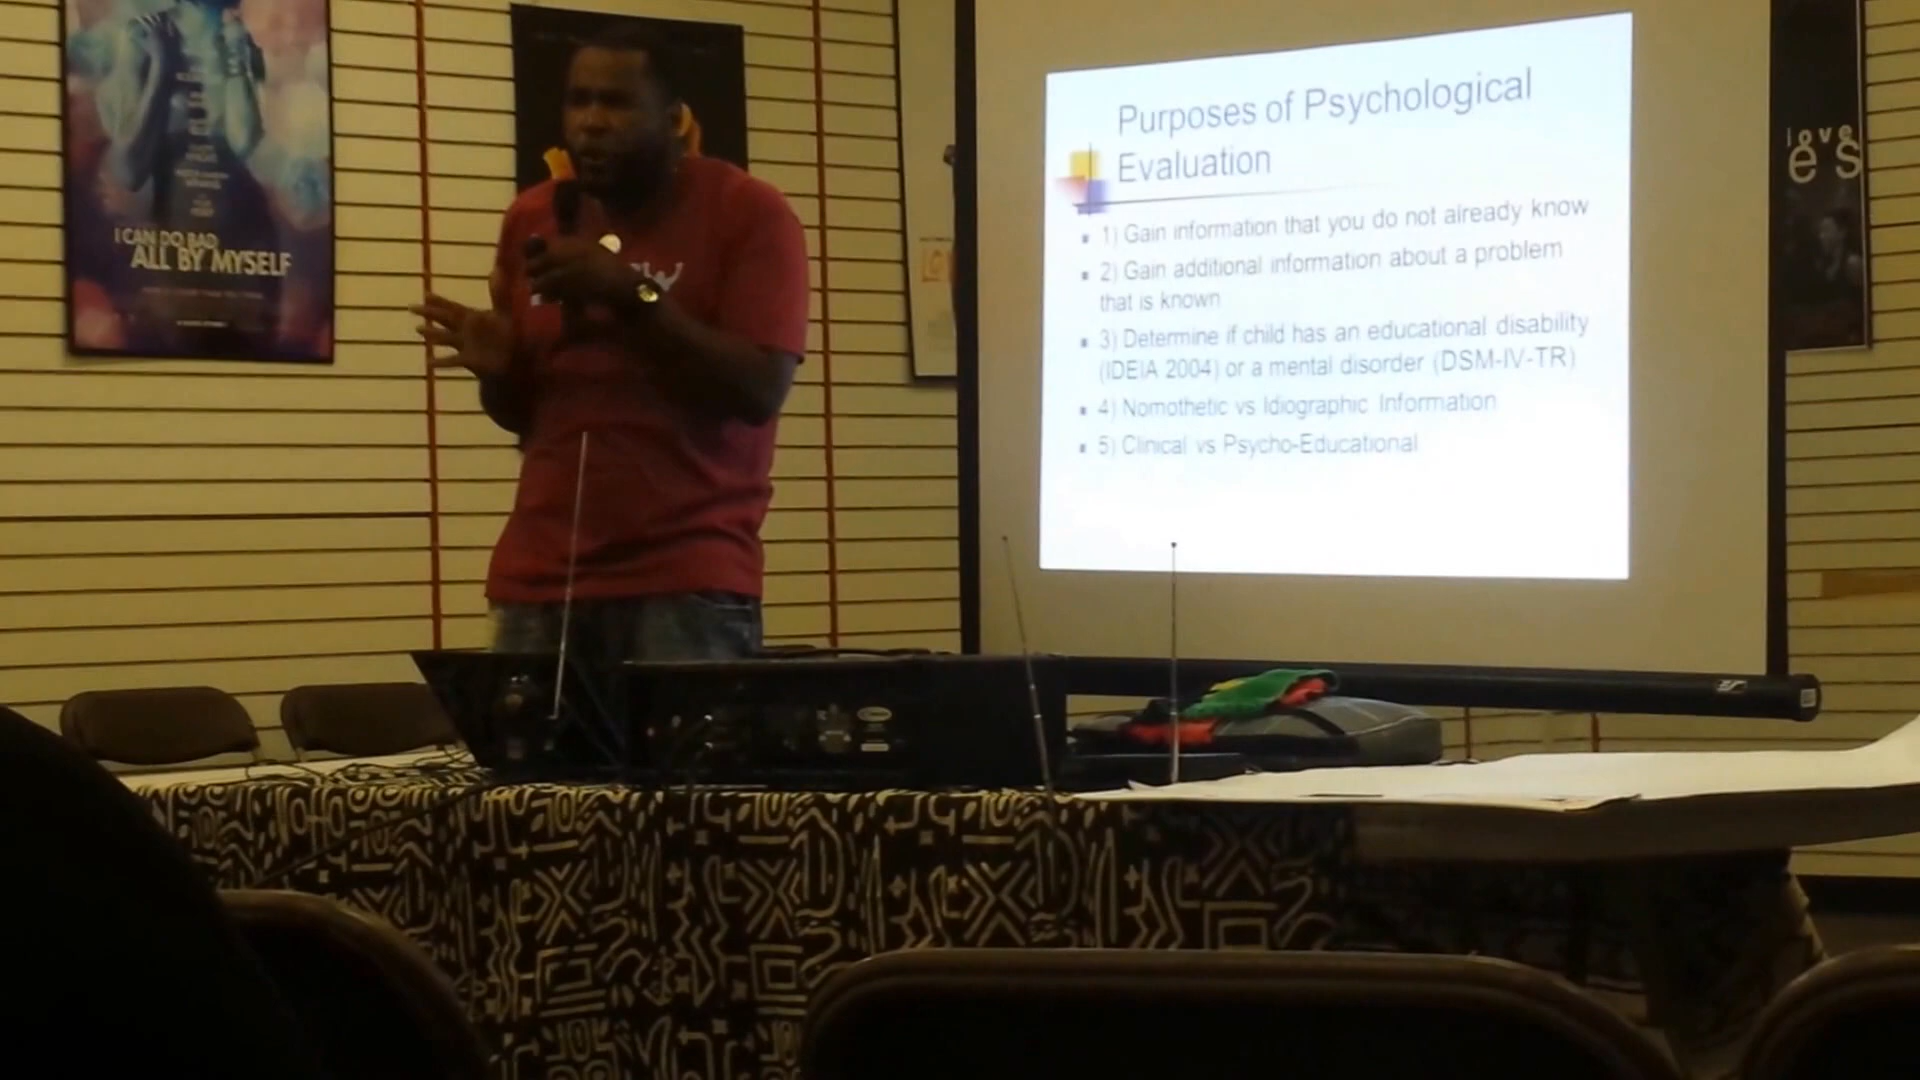 I CAN DO BAD
ALL BY MYSELF
Purposes of Psychological
Evaluation
1) Gain information that you do not already know
2) Gain additional information about a problem
that is known
3) Determine if child has an educational disability
(IDEIA 2004) or a mental disorder (DSM-IV-TR)
4) Nomothetic vs Idiographic Information
5) Clinical vs Psycho-Educational
love
e's